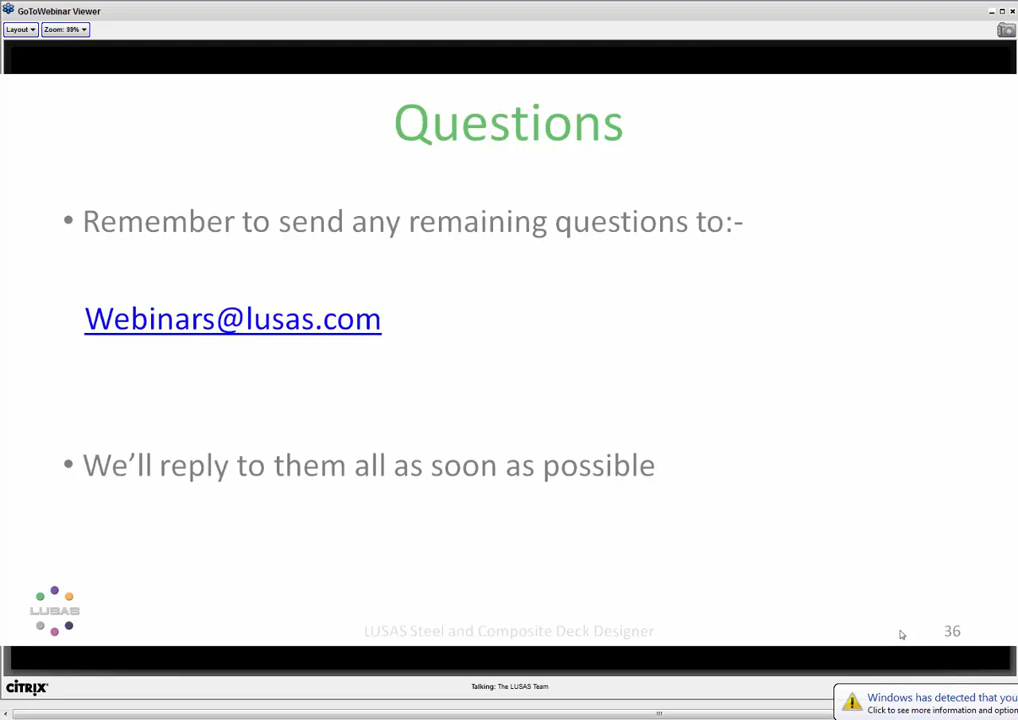 GoToWebinar Viewer
Layout
Zoom: 99%
Questions
• Remember to send any remaining questions to:-
Webinars@lusas.com
• We’ll reply to them all as soon as possible
LUSAS
LUSAS Steel and Composite Deck Designer
36
CITRIX
Talking: The LUSAS Team
Windows has detected that you
Click to see more information and option